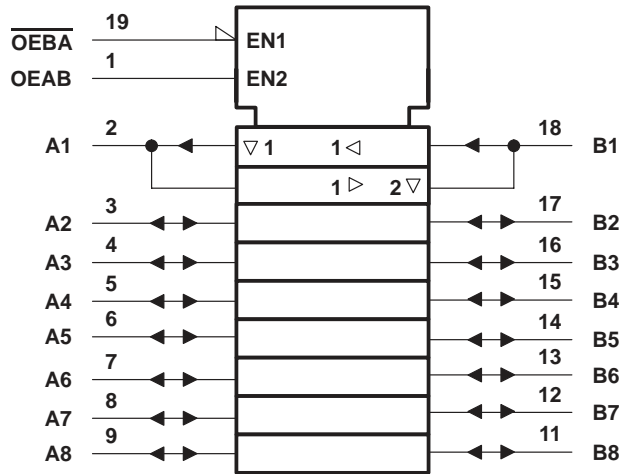 19
O̅E̅B̅A̅ EN1
1
OEAB EN2
2 18
A1 1 1 B1
1 2
3 17
A2 B2
4 16
A3 B3
5 15
A4 B4
6 14
A5 B5
7 13
A6 B6
8 12
A7 B7
9 11
A8 B8